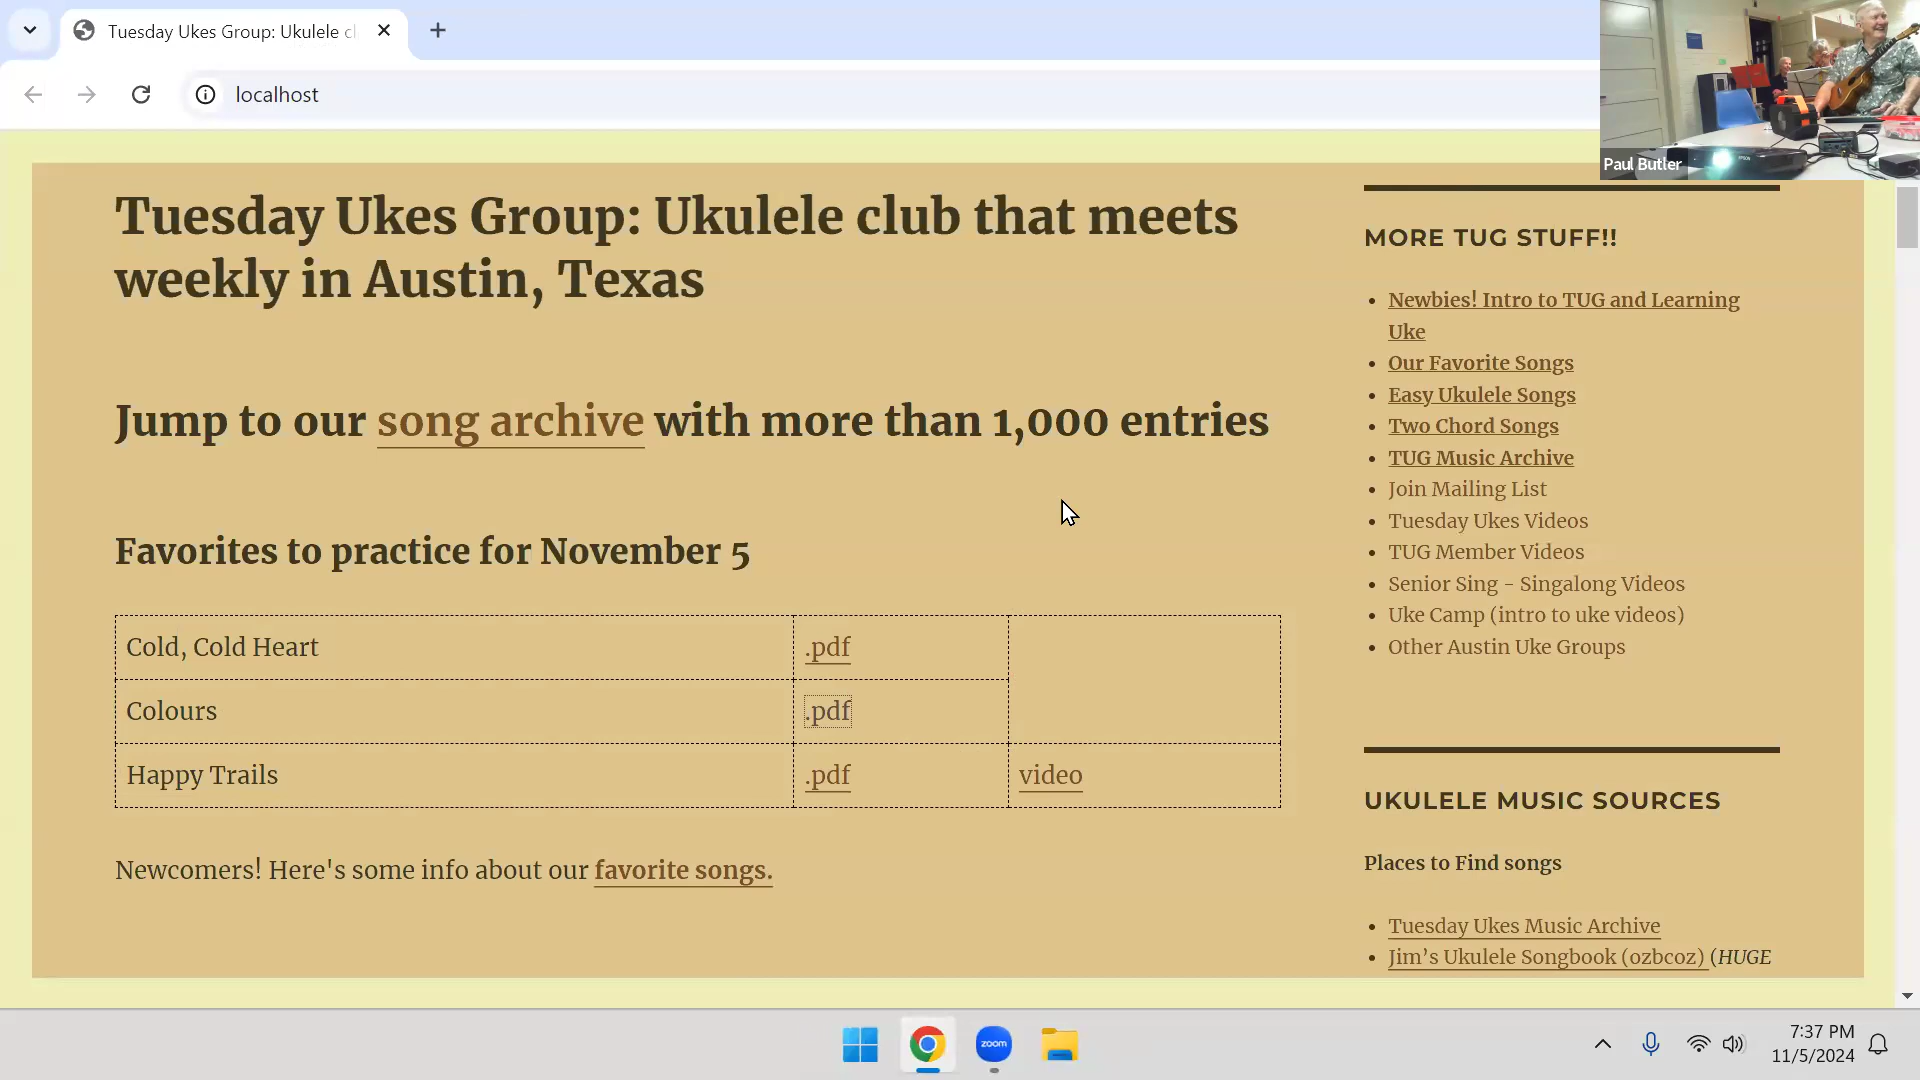 Tuesday Ukes Group: Ukulele cl
localhost
Paul Butler
Tuesday Ukes Group: Ukulele club that meets
weekly in Austin, Texas
Jump to our song archive with more than 1,000 entries
Favorites to practice for November 5
Cold, Cold Heart .pdf
Colours .pdf
Happy Trails .pdf video
Newcomers! Here's some info about our favorite songs.
MORE TUG STUFF!!
• Newbies! Intro to TUG and Learning
Uke
• Our Favorite Songs
• Easy Ukulele Songs
• Two Chord Songs
• TUG Music Archive
• Join Mailing List
• Tuesday Ukes Videos
• TUG Member Videos
• Senior Sing - Singalong Videos
• Uke Camp (intro to uke videos)
• Other Austin Uke Groups
UKULELE MUSIC SOURCES
Places to Find songs
• Tuesday Ukes Music Archive
• Jim’s Ukulele Songbook (ozbcoz) (HUGE
zoom
7:37 PM
11/5/2024